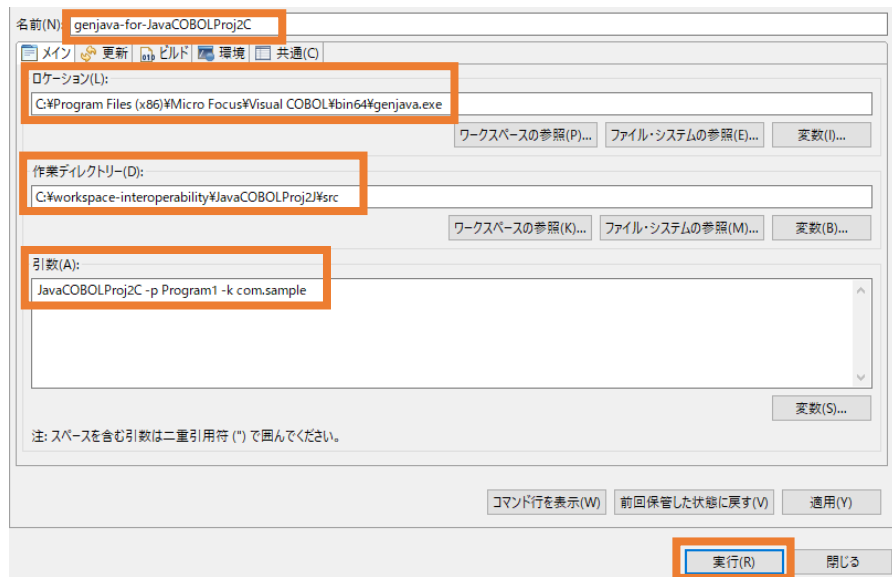 名前(N): genjava-for-JavaCOBOLProj2C
メイン 更新 ビルド 環境 共通(C)
ロケーション(L):
C:¥Program Files (x86)¥Micro Focus¥Visual COBOL¥bin64¥genjava.exe
ワークスペースの参照(P)... ファイル・システムの参照(E)... 変数(I)...
作業ディレクトリー(D):
C:¥workspace-interoperability¥JavaCOBOLProj2J¥src
ワークスペースの参照(K)... ファイル・システムの参照(M)... 変数(B)...
引数(A):
JavaCOBOLProj2C -p Program1 -k com.sample
変数(S)...
注: スペースを含む引数は二重引用符 (") で囲んでください。
コマンド行を表示(W) 前回保管した状態に戻す(V) 適用(Y)
実行(R) 閉じる